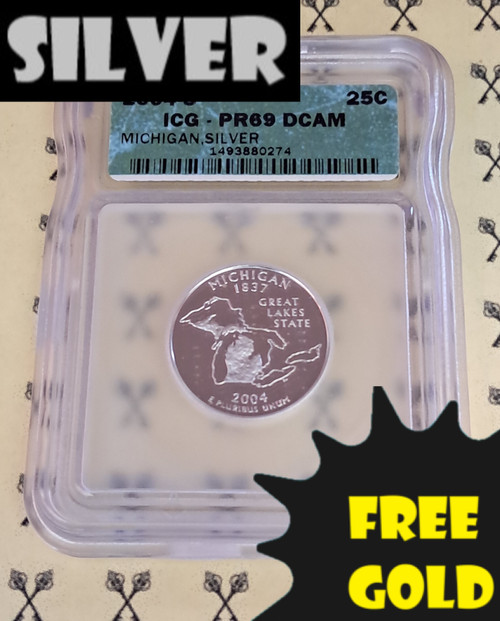 SILVER
25C
ICG - PR69 DCAM
MICHIGAN,SILVER
1493880274
MICHIGAN
1837
GREAT
LAKES
STATE
2004
E PLURIBUS UNUM
FREE
GOLD